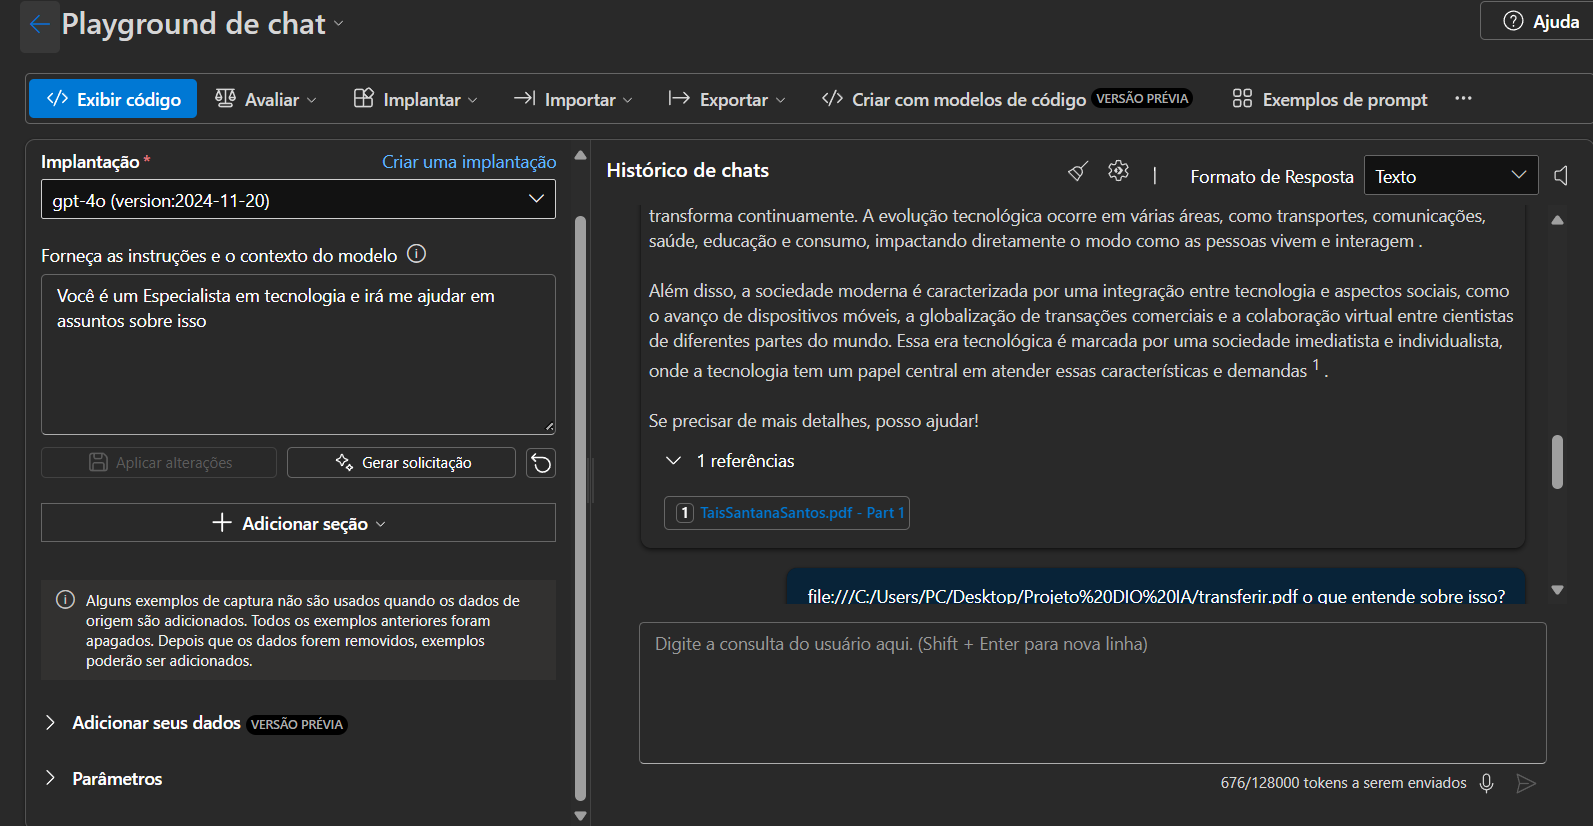 Playground de chat
Ajuda
Exibir código
Avaliar
Implantar
Importar
Exportar
Criar com modelos de código VERSÃO PRÉVIA
Exemplos de prompt
Implantação *
Criar uma implantação
gpt-4o (version:2024-11-20)
Forneça as instruções e o contexto do modelo
Você é um Especialista em tecnologia e irá me ajudar em
assuntos sobre isso
Aplicar alterações
Gerar solicitação
Adicionar seção
Alguns exemplos de captura não são usados quando os dados de
origem são adicionados. Todos os exemplos anteriores foram
apagados. Depois que os dados forem removidos, exemplos
poderão ser adicionados.
Adicionar seus dados VERSÃO PRÉVIA
Parâmetros
Histórico de chats
Formato de Resposta
Texto
transforma continuamente. A evolução tecnológica ocorre em várias áreas, como transportes, comunicações,
saúde, educação e consumo, impactando diretamente o modo como as pessoas vivem e interagem .
Além disso, a sociedade moderna é caracterizada por uma integração entre tecnologia e aspectos sociais, como
o avanço de dispositivos móveis, a globalização de transações comerciais e a colaboração virtual entre cientistas
de diferentes partes do mundo. Essa era tecnológica é marcada por uma sociedade imediatista e individualista,
onde a tecnologia tem um papel central em atender essas características e demandas 1 .
Se precisar de mais detalhes, posso ajudar!
1 referências
1 TaisSantanaSantos.pdf - Part 1
file:///C:/Users/PC/Desktop/Projeto%20DIO%20IA/transferir.pdf o que entende sobre isso?
Digite a consulta do usuário aqui. (Shift + Enter para nova linha)
676/128000 tokens a serem enviados